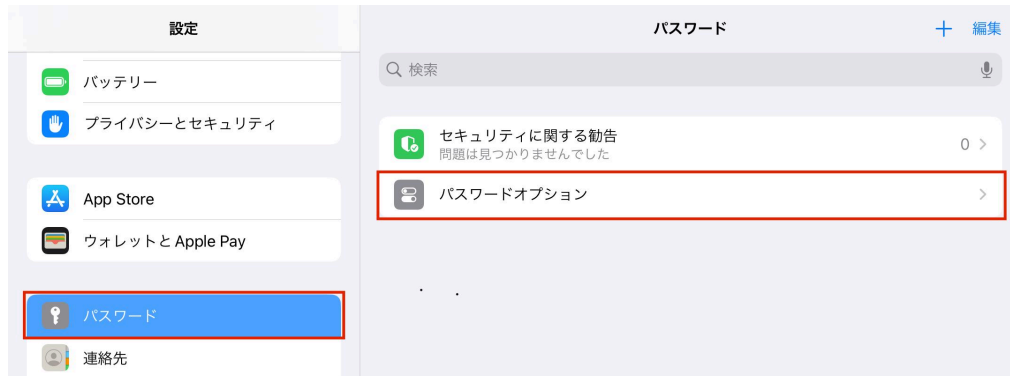 設定
バッテリー
プライバシーとセキュリティ
App Store
ウォレットと Apple Pay
パスワード
連絡先
パスワード
編集
検索
セキュリティに関する勧告
問題は見つかりませんでした
0
パスワードオプション